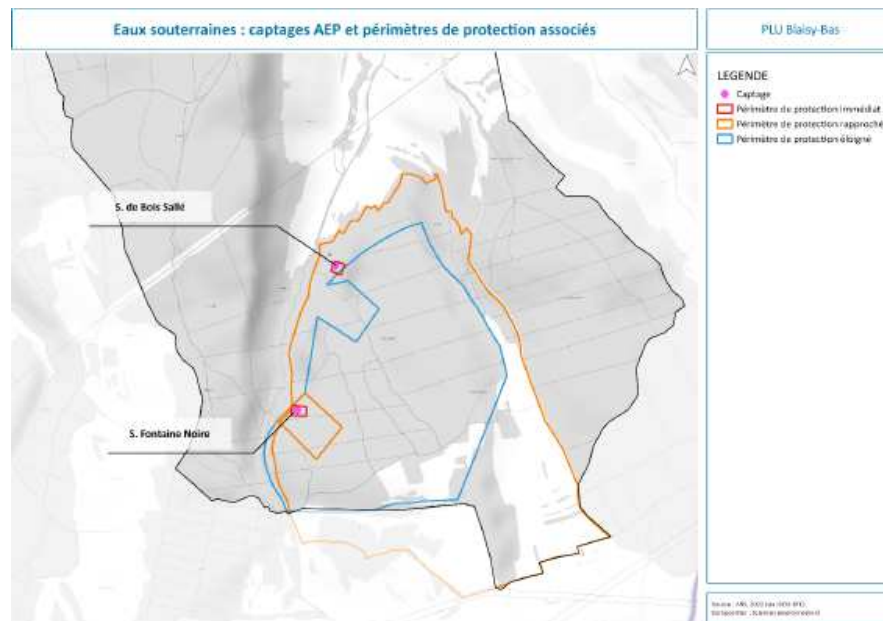 Eaux souterraines : captages AEP et périmètres de protection associés
PLU Blaisy-Bas
LEGENDE
Captage
Périmètre de protection immédiat
Périmètre de protection rapproché
Périmètre de protection éloigné
S. de Bois Sallé
S. Fontaine Noire